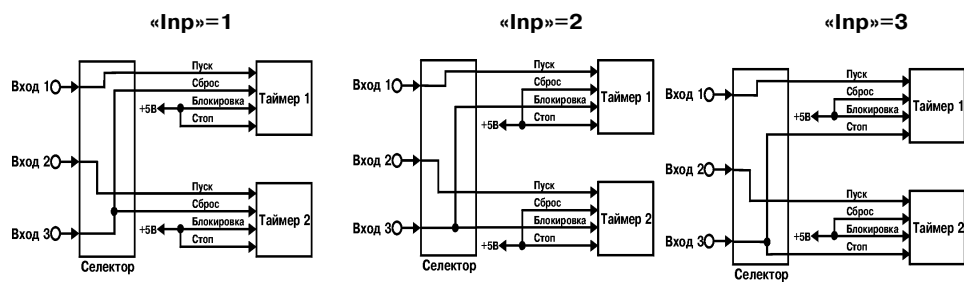 «Inp»=1
Пуск
Сброс
Вход 1
Блокировка
Таймер 1
+5В
Стоп
Вход 2
Пуск
Сброс
Таймер 2
Вход 3
Блокировка
+5В
Стоп
Селектор
«Inp»=2
Пуск
Сброс
Вход 1
Блокировка
Таймер 1
+5В
Стоп
Вход 2
Пуск
Сброс
Таймер 2
Вход 3
Блокировка
+5В
Стоп
Селектор
«Inp»=3
Пуск
Вход 1
Сброс
Таймер 1
+5В
Блокировка
Стоп
Вход 2
Пуск
Сброс
Таймер 2
Вход 3
+5В
Блокировка
Стоп
Селектор